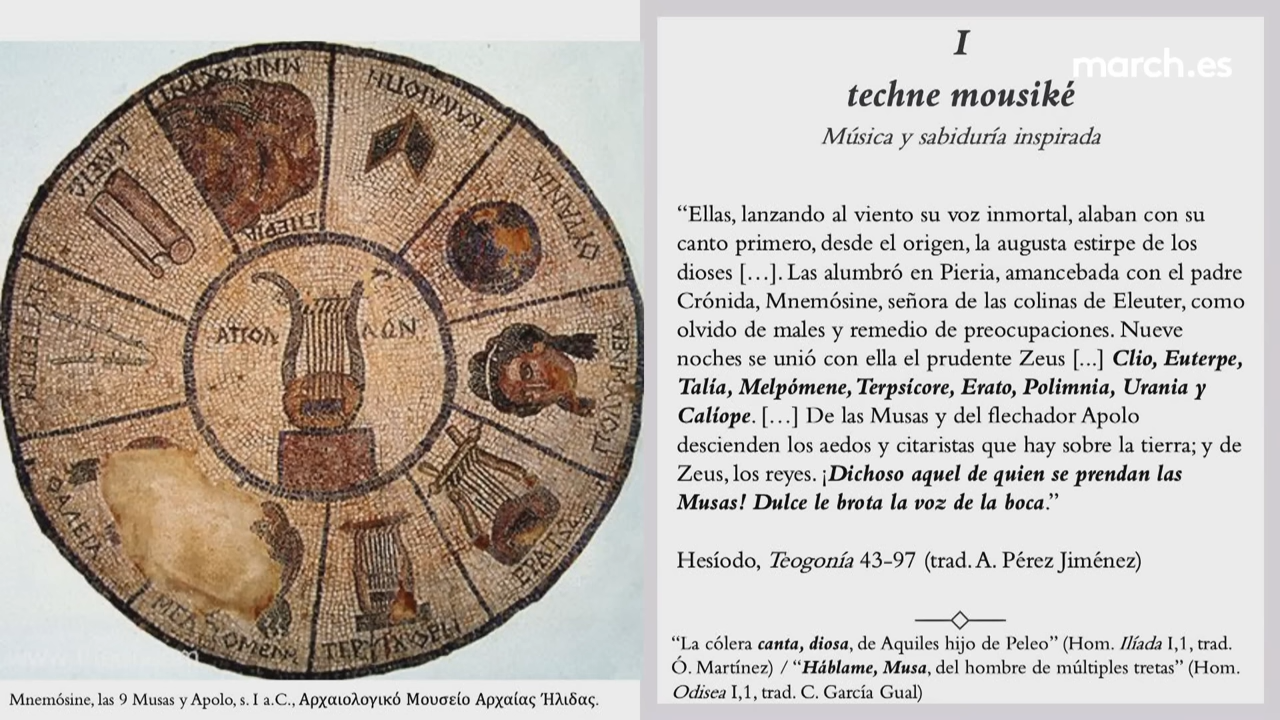 ΚΑΛΛΙΟΠΗ
ΟΥΡΑΝΙΑ
ΚΛΕΙΩ
ΠΙΕΡΙΑ
ΑΠΟΛ
ΛΩΝ
ΘΑΛΕΙΑ
ΕΡΑΤΩ
Mnemósine, las 9 Musas y Apolo, s. I a.C., Αρχαιολογικό Μουσείο Αρχαίας Ήλιδας.
I
march.es
techne mousiké
Música y sabiduría inspirada
“Ellas, lanzando al viento su voz inmortal, alaban con su
canto primero, desde el origen, la augusta estirpe de los
dioses […]. Las alumbró en Pieria, amancebada con el padre
Crónida, Mnemósine, señora de las colinas de Eleuter, como
olvido de males y remedio de preocupaciones. Nueve
noches se unió con ella el prudente Zeus [...] Clio, Euterpe,
Talía, Melpómene, Terpsícore, Erato, Polimnia, Urania y
Calíope. […] De las Musas y del flechador Apolo
descienden los aedos y citaristas que hay sobre la tierra; y de
Zeus, los reyes. ¡Dichoso aquel de quien se prendan las
Musas! Dulce le brota la voz de la boca.”
Hesíodo, Teogonía 43-97 (trad. A. Pérez Jiménez)
“La cólera canta, diosa, de Aquiles hijo de Peleo” (Hom. Ilíada I,1, trad.
Ó. Martínez) / “Háblame, Musa, del hombre de múltiples tretas” (Hom.
Odisea I,1, trad. C. García Gual)